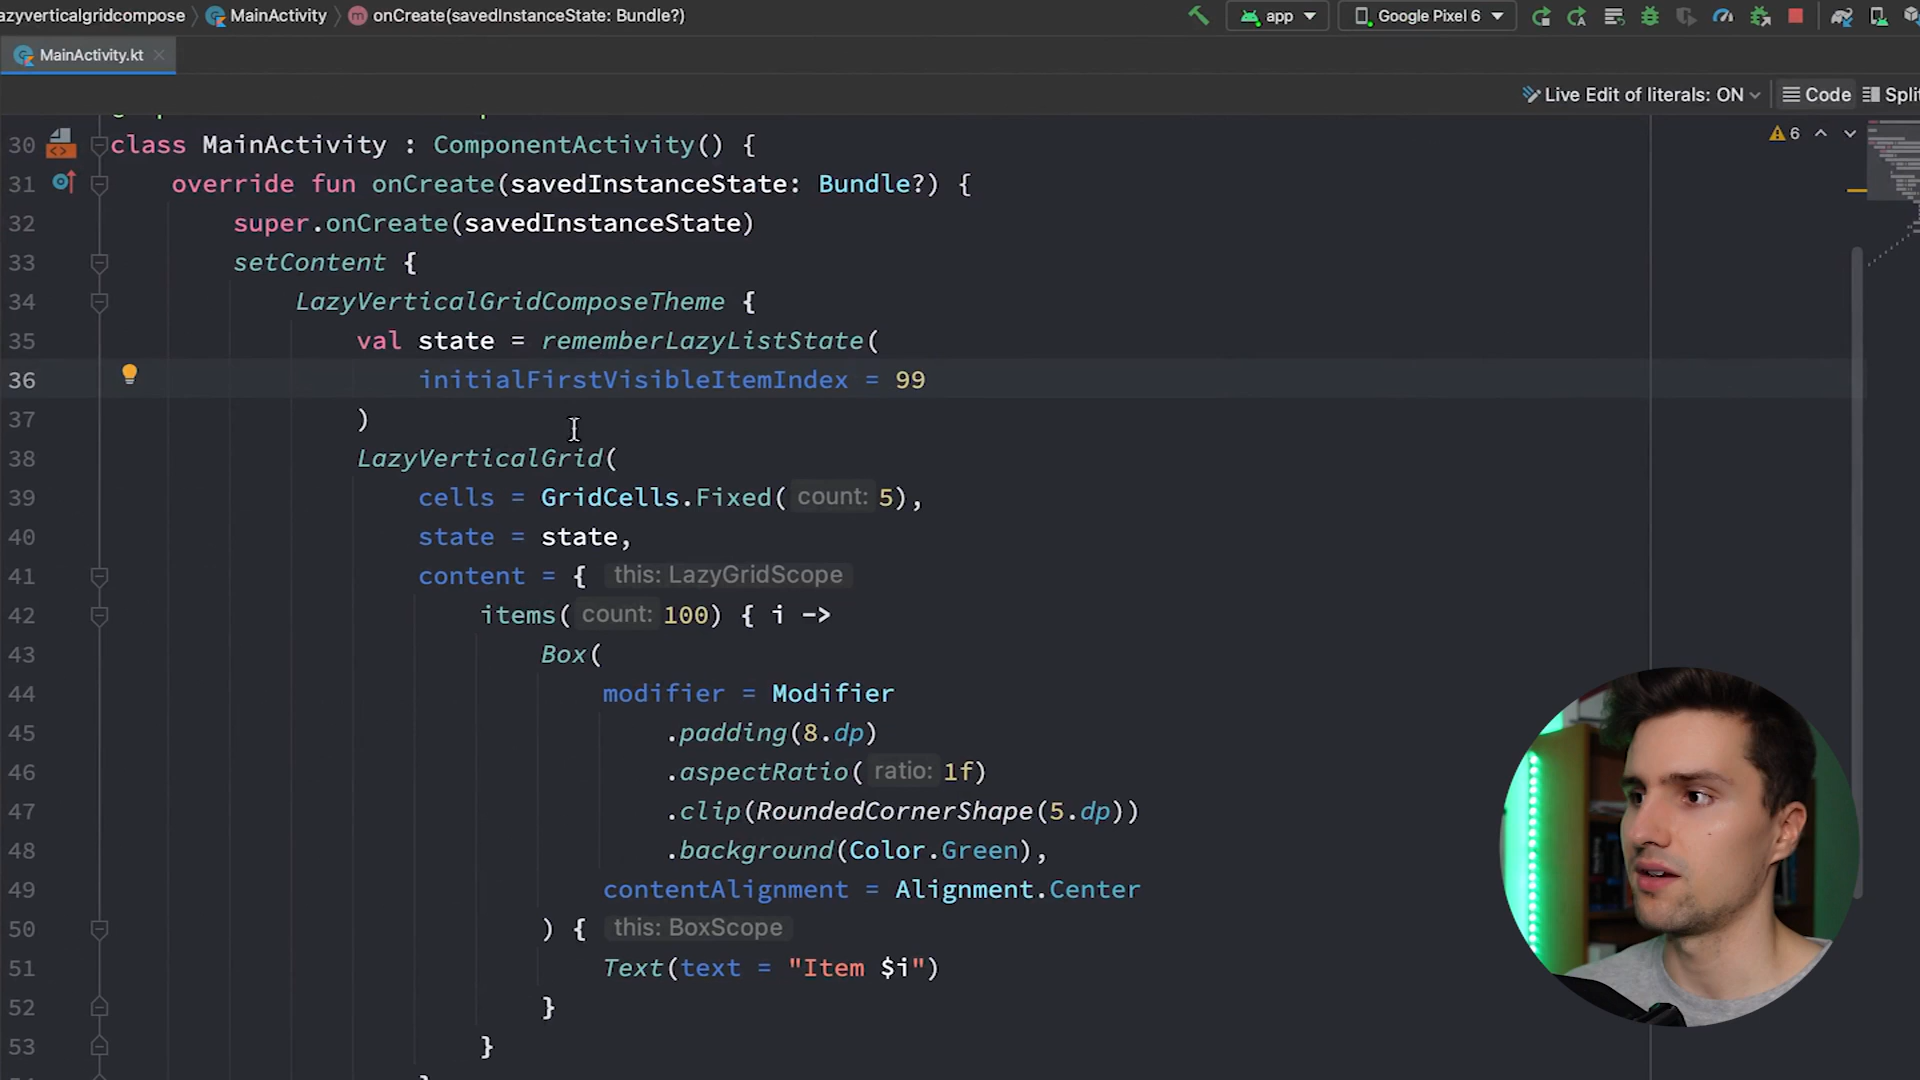 azyverticalgridcompose MainActivity onCreate(savedInstanceState: Bundle?) app Google Pixel 6
MainActivity.kt
Live Edit of literals: ON Code Split
6
30 class MainActivity : ComponentActivity() {
31 override fun onCreate(savedInstanceState: Bundle?) {
32 super.onCreate(savedInstanceState)
33 setContent {
34 LazyVerticalGridComposeTheme {
35 val state = rememberLazyListState(
36 initialFirstVisibleItemIndex = 99
37 )
38 LazyVerticalGrid(
39 cells = GridCells.Fixed( count: 5),
40 state = state,
41 content = { this: LazyGridScope
42 items( count: 100) { i ->
43 Box(
44 modifier = Modifier
45 .padding(8.dp)
46 .aspectRatio( ratio: 1f)
47 .clip(RoundedCornerShape(5.dp))
48 .background(Color.Green),
49 contentAlignment = Alignment.Center
50 ) { this: BoxScope
51 Text(text = "Item $i")
52 }
53 }